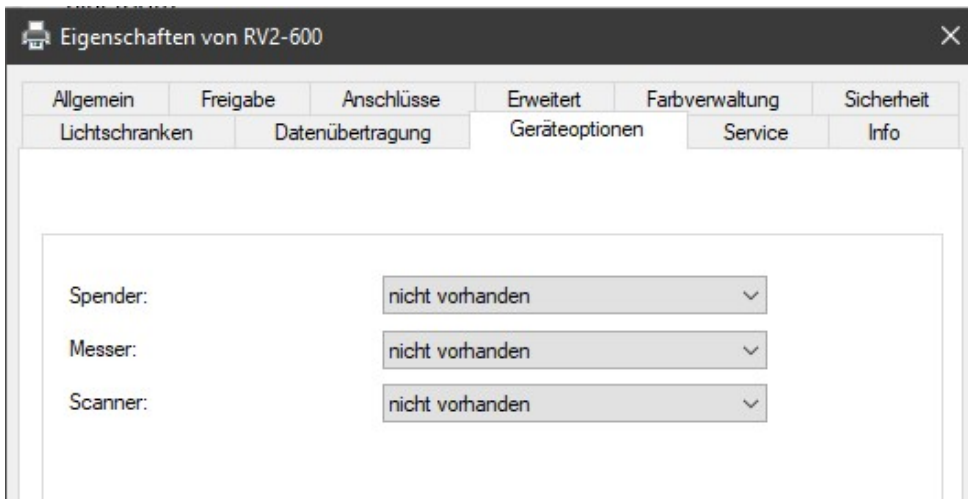 Eigenschaften von RV2-600
Allgemein Freigabe Anschlüsse Erweitert Farbverwaltung Sicherheit
Lichtschranken Datenübertragung Geräteoptionen Service Info
Spender: nicht vorhanden
Messer: nicht vorhanden
Scanner: nicht vorhanden